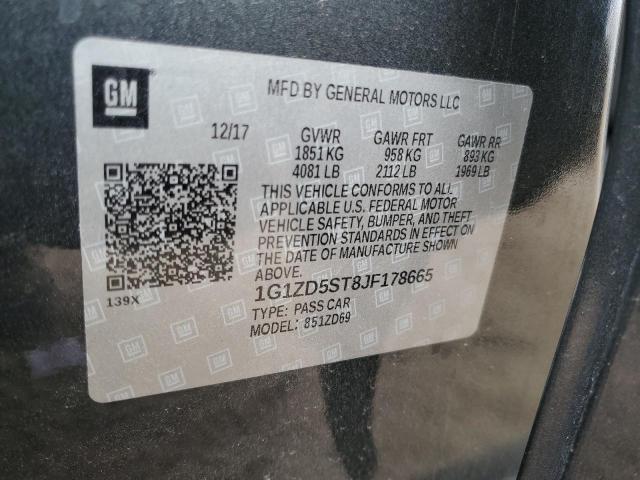 GM
MFD BY GENERAL MOTORS LLC
12/17 GVWR GAWR FRT GAWR RR
1851 KG 958 KG 893 KG
4081 LB 2112 LB 1969 LB
THIS VEHICLE CONFORMS TO ALL
APPLICABLE U.S. FEDERAL MOTOR
VEHICLE SAFETY, BUMPER, AND THEFT
PREVENTION STANDARDS IN EFFECT ON
THE DATE OF MANUFACTURE SHOWN
ABOVE.
139X
1G1ZD5ST8JF178665
TYPE: PASS CAR
MODEL: 851ZD69